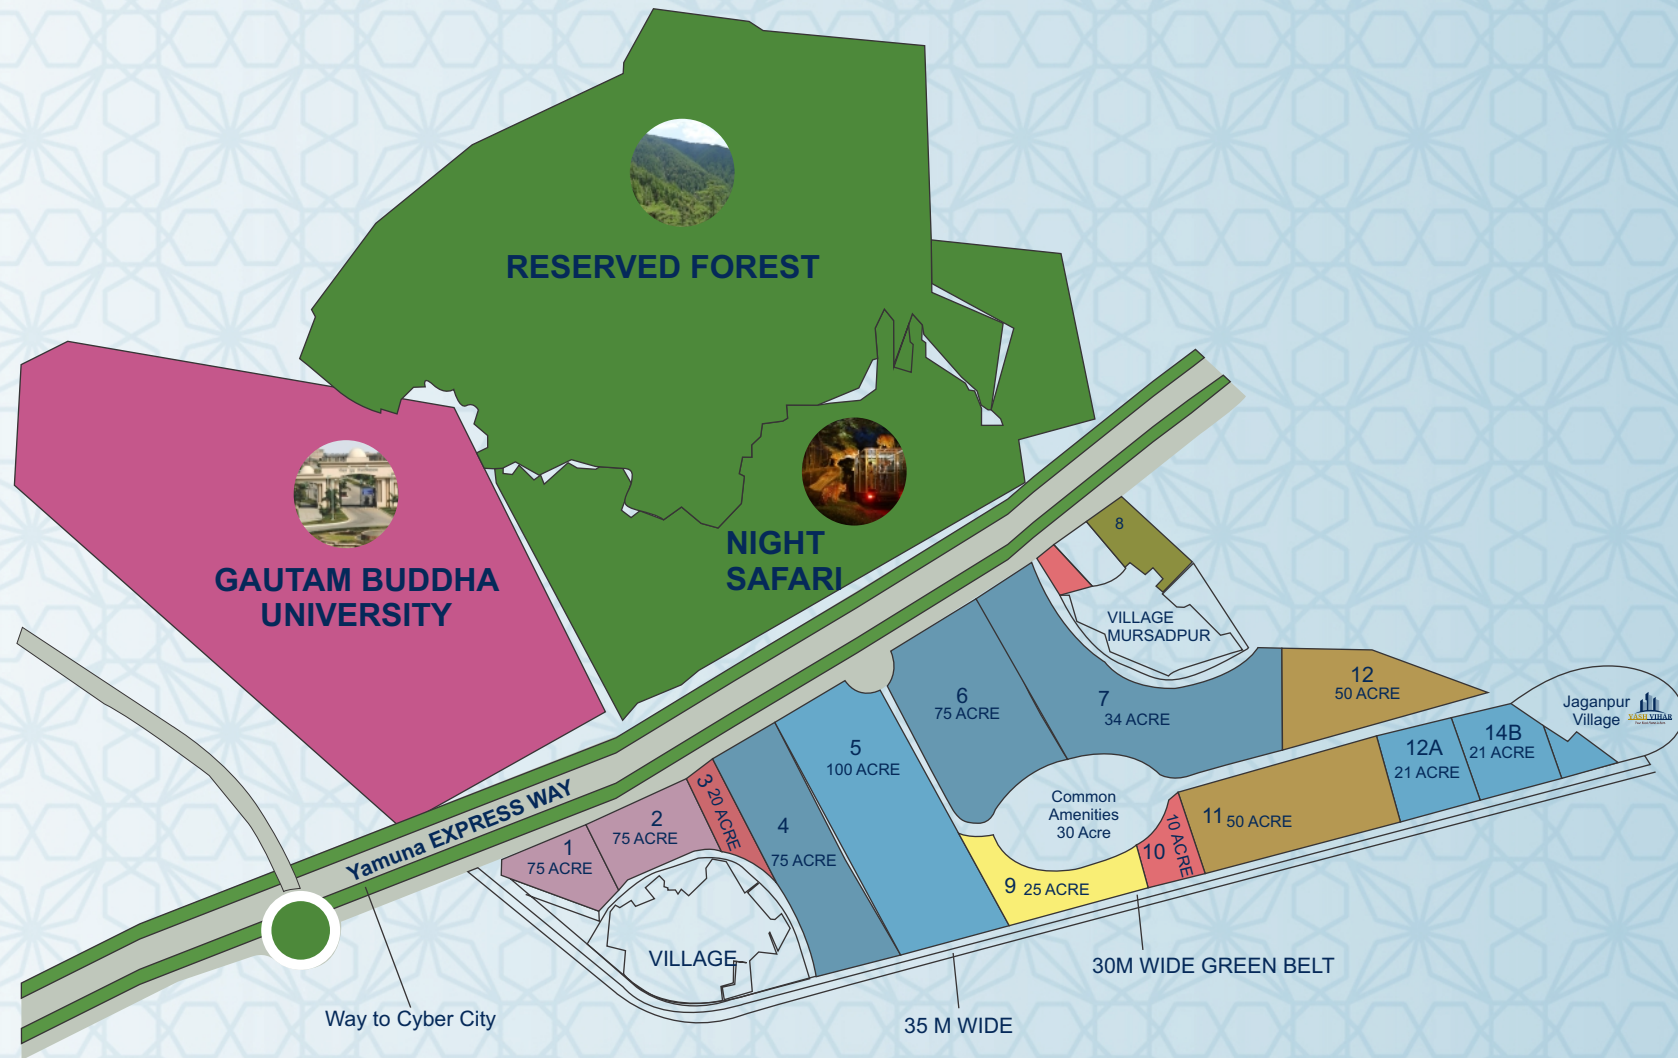 RESERVED FOREST
NIGHT
SAFARI
GAUTAM BUDDHA
UNIVERSITY
8
VILLAGE
MURSADPUR
6
75 ACRE
7
34 ACRE
12
50 ACRE
Jaganpur
Village
YASH VIHAR
5
100 ACRE
12A
21 ACRE
14B
21 ACRE
Yamuna EXPRESS WAY
3 20 ACRE
4
75 ACRE
2
75 ACRE
1
75 ACRE
Common
Amenities
30 Acre
11 50 ACRE
10 10 ACRE
9 25 ACRE
VILLAGE
30M WIDE GREEN BELT
Way to Cyber City
35 M WIDE